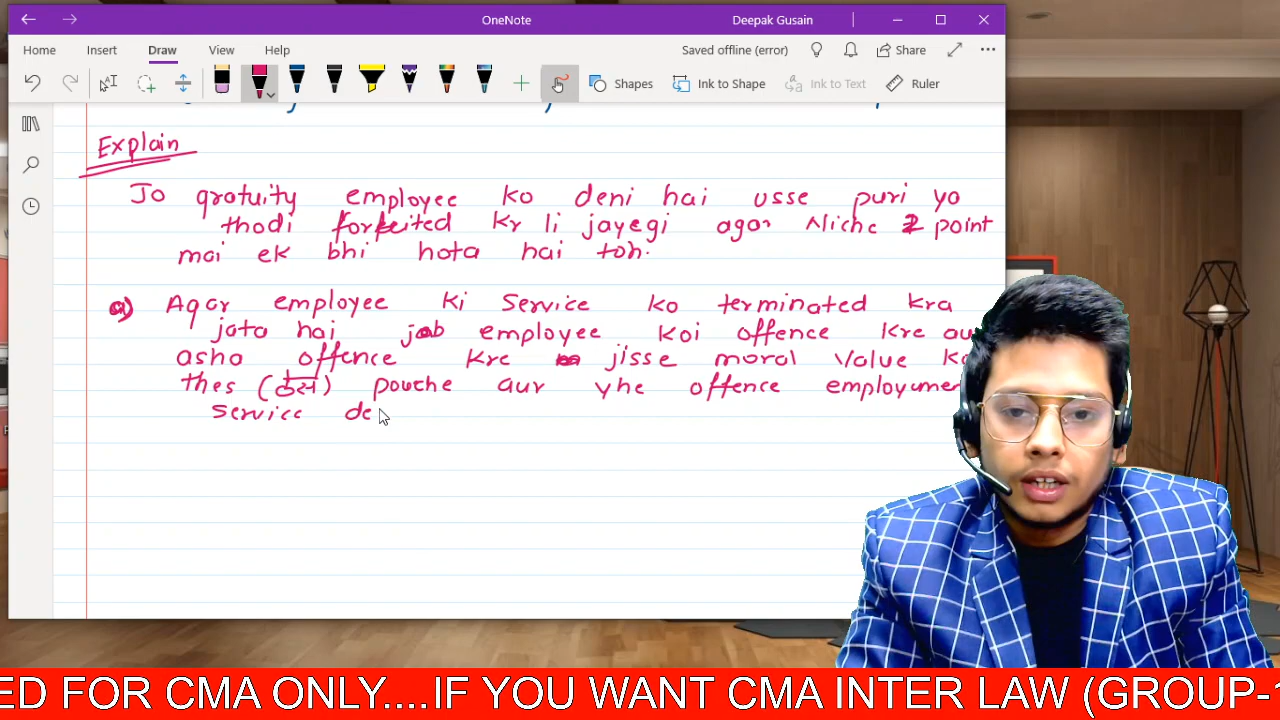 OneNote
Deepak Gusain
Home Insert Draw View Help
Saved offline (error)
Share
Shapes
Ink to Shape
Ink to Text
Ruler
Explain
Jo gratuity employee ko deni hai usse puri ya
thodi forfeited kr li jayegi agar Niche 2 point
mai ek bhi hota hai toh.
a) Agar employee ki Service ko terminated kra
jata hai jab employee koi offence kre au
asha offence kre jisse moral Value ko
thes (ठेस) pouche aur yhe offence employmen
service de
ED FOR CMA ONLY....IF YOU WANT CMA INTER LAW (GROUP-1